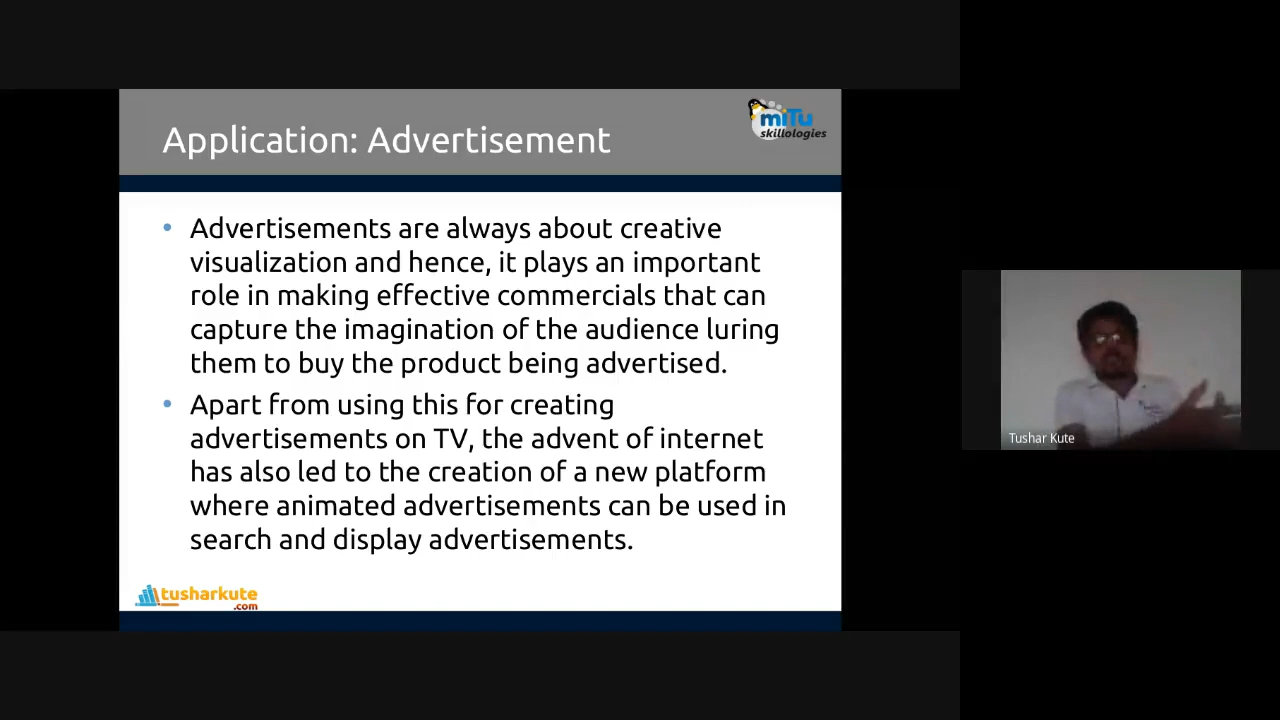 Application: Advertisement
miTu
skillologies
• Advertisements are always about creative
visualization and hence, it plays an important
role in making effective commercials that can
capture the imagination of the audience luring
them to buy the product being advertised.
• Apart from using this for creating
advertisements on TV, the advent of internet
has also led to the creation of a new platform
where animated advertisements can be used in
search and display advertisements.
tusharkute
.com
Tushar Kute